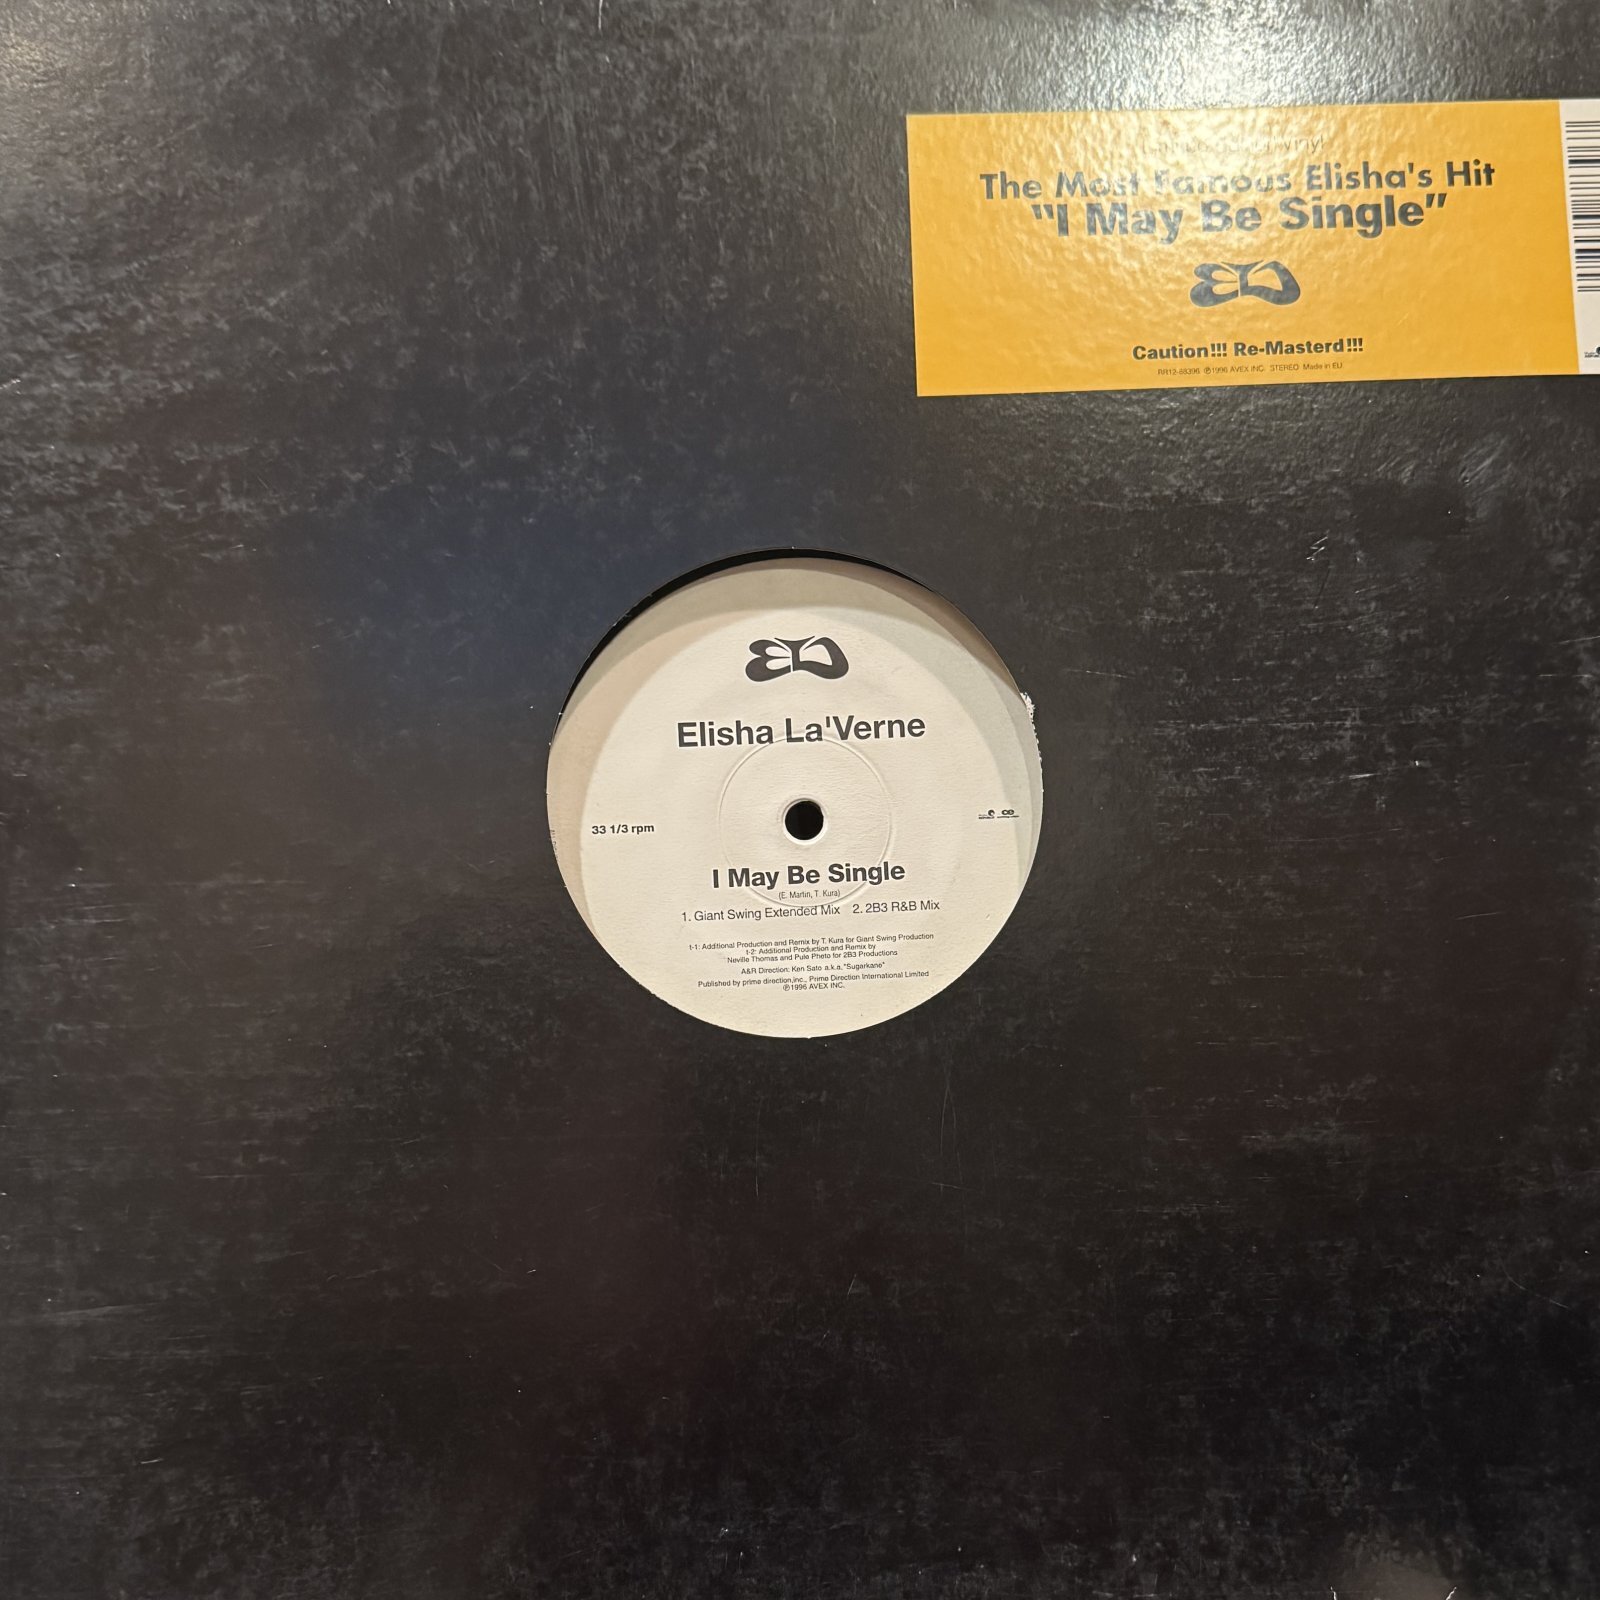 Vinyl
The Most Famous Elisha's Hit
"I May Be Single"
Caution!!! Re-Masterd!!!
RR12-88396 ℗1996 AVEX INC. STEREO Made in EU
Elisha La'Verne
33 1/3 rpm
I May Be Single
(E. Martin, T. Kura)
1. Giant Swing Extended Mix 2. 2B3 R&B Mix
t-1: Additional Production and Remix by T. Kura for Giant Swing Production
t-2: Additional Production and Remix by
Neville Thomas and Pule Pheto for 2B3 Productions
A&R Direction: Ken Sato a.k.a. "Sugarkane"
Published by prime direction,inc., Prime Direction International Limited
℗1996 AVEX INC.